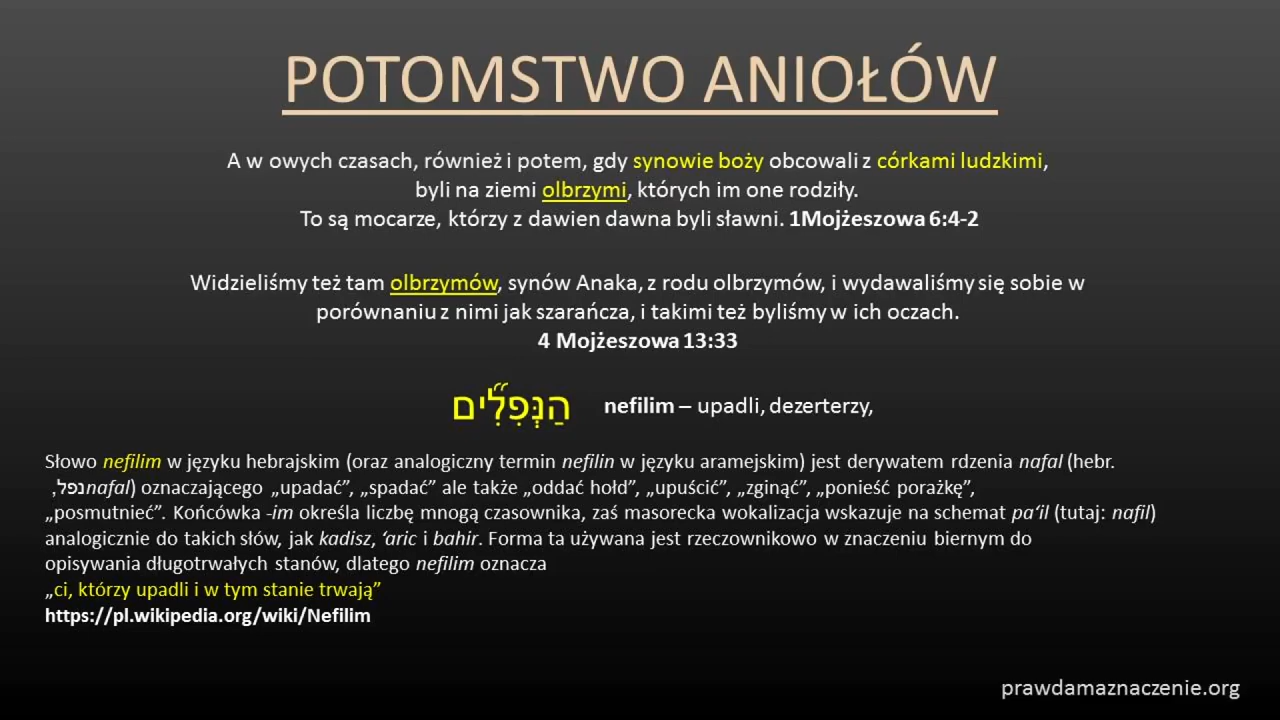 POTOMSTWO ANIOŁÓW
A w owych czasach, również i potem, gdy synowie boży obcowali z córkami ludzkimi,
byli na ziemi olbrzymi, których im one rodziły.
To są mocarze, którzy z dawien dawna byli sławni. 1Mojżeszowa 6:4-2
Widzieliśmy też tam olbrzymów, synów Anaka, z rodu olbrzymów, i wydawaliśmy się sobie w
porównaniu z nimi jak szarańcza, i takimi też byliśmy w ich oczach.
4 Mojżeszowa 13:33
הַנְּפִלִ֞ים nefilim – upadli, dezerterzy,
Słowo nefilim w języku hebrajskim (oraz analogiczny termin nefilin w języku aramejskim) jest derywatem rdzenia nafal (hebr.
נפל, nafal) oznaczającego „upadać”, „spadać” ale także „oddać hołd”, „upuścić”, „zginąć”, „ponieść porażkę”,
„posmutnieć”. Końcówka -im określa liczbę mnogą czasownika, zaś masorecka wokalizacja wskazuje na schemat pa‘il (tutaj: nafil)
analogicznie do takich słów, jak kadisz, ‘aric i bahir. Forma ta używana jest rzeczownikowo w znaczeniu biernym do
opisywania długotrwałych stanów, dlatego nefilim oznacza
„ci, którzy upadli i w tym stanie trwają”
https://pl.wikipedia.org/wiki/Nefilim
prawdamaznaczenie.org